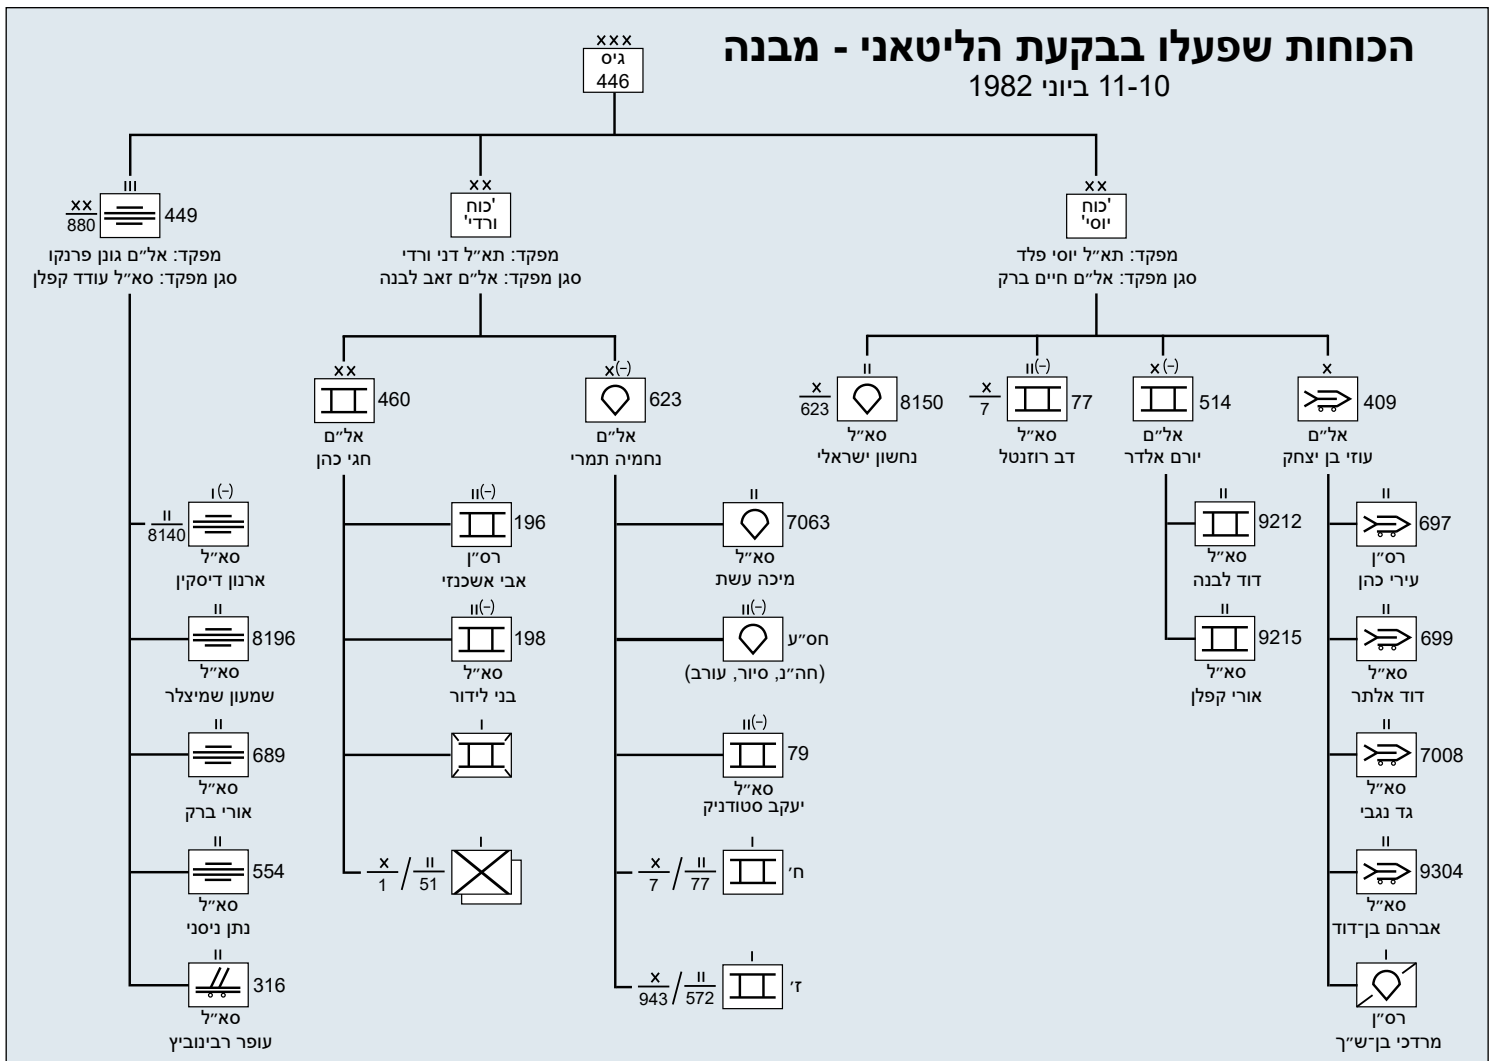 הכוחות שפעלו בבקעת הליטאני - מבנה
11-10 ביוני 1982
xxx
גיס
446
xx
'כוח
יוסי'
מפקד: תא״ל יוסי פלד
סגן מפקד: אל״ם חיים ברק
x
409
אל״ם
עוזי בן יצחק
II
697
רס״ן
עירי כהן
II
699
סא״ל
דוד אלתר
II
7008
סא״ל
גד נגבי
II
9304
סא״ל
אברהם בן־דוד
I
רס״ן
מרדכי בן־ש״ך
x(–)
514
אל״ם
יורם אלדר
II
9212
סא״ל
דוד לבנה
II
9215
סא״ל
אורי קפלן
II(–)
77
x
7
סא״ל
דב רוזנטל
II
8150
x
623
סא״ל
נחשון ישראלי
xx
'כוח
ורדי'
מפקד: תא״ל דני ורדי
סגן מפקד: אל״ם זאב לבנה
x(–)
623
אל״ם
נחמיה תמרי
II
7063
סא״ל
מיכה עשת
II(–)
חס״ע
(חה״נ, סיור, עורב)
II(–)
79
סא״ל
יעקב סטודניק
I
ח׳
x/II
7/77
I
ז׳
x/II
943/572
xx
460
אל״ם
חגי כהן
II(–)
196
רס״ן
אבי אשכנזי
II(–)
198
סא״ל
בני לידור
I
I
x/II
1/51
III
449
xx
880
מפקד: אל״ם גונן פרנקו
סגן מפקד: סא״ל עודד קפלן
I(–)
II
8140
סא״ל
ארנון דיסקין
II
8196
סא״ל
שמעון שמיצלר
II
689
סא״ל
אורי ברק
II
554
סא״ל
נתן ניסני
II
316
סא״ל
עופר רבינוביץ